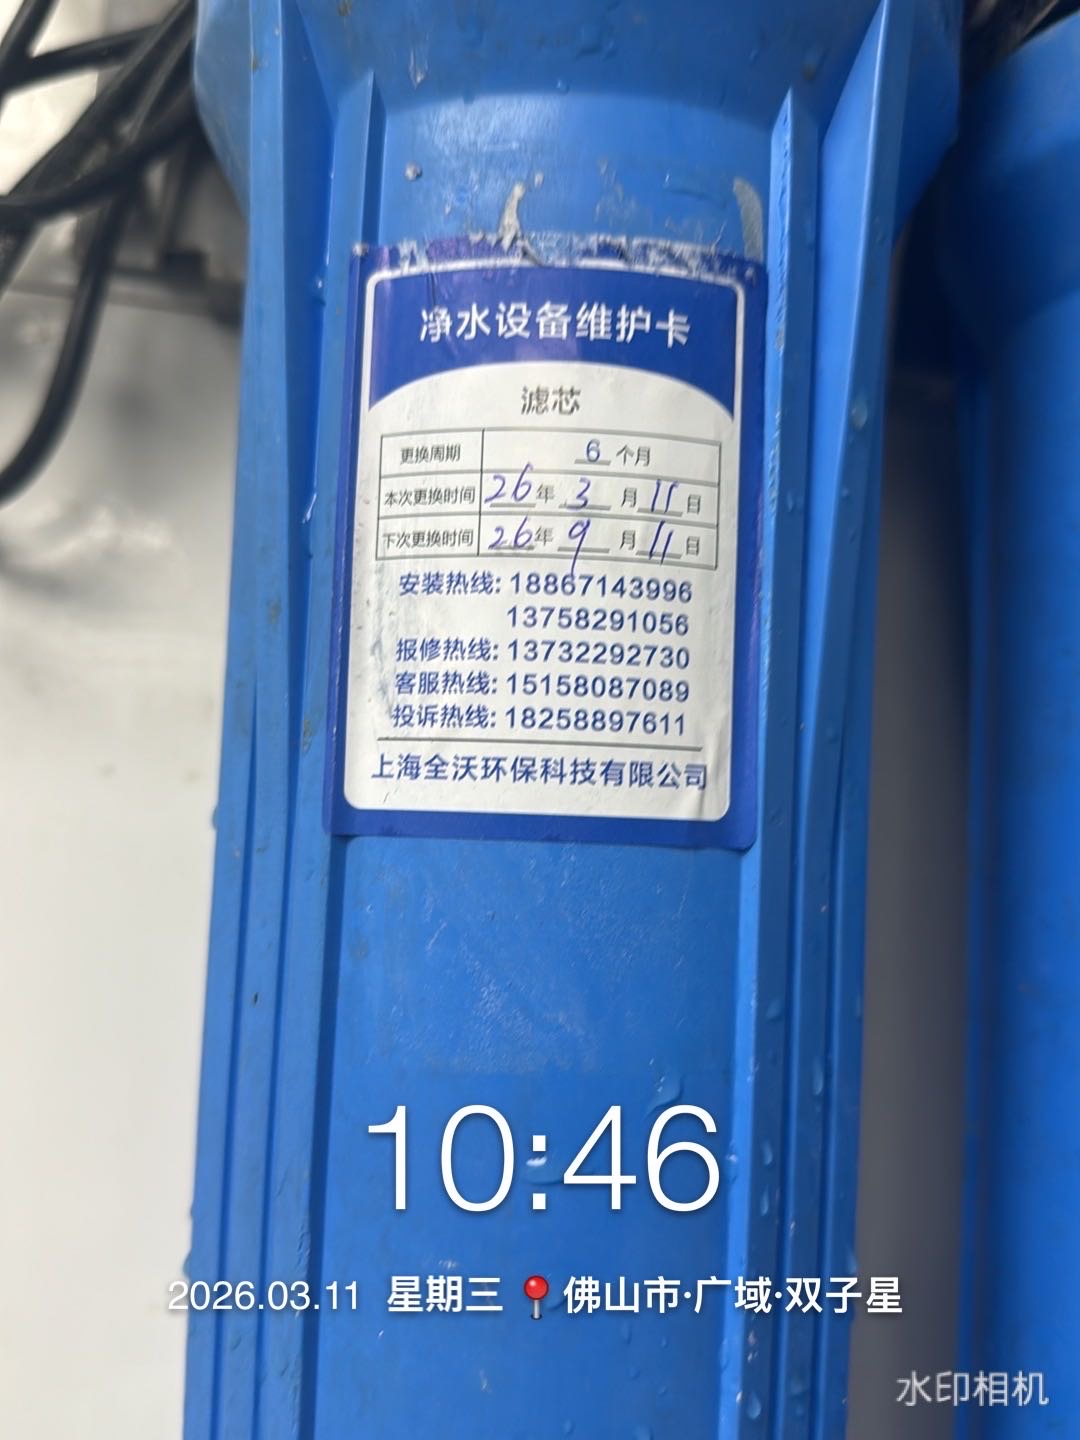 净水设备维护卡
滤芯
更换周期 6 个月
本次更换时间 26年 3 月 11 日
下次更换时间 26年 9 月 11 日
安装热线: 18867143996
13758291056
报修热线: 13732292730
客服热线: 15158087089
投诉热线: 18258897611
上海全沃环保科技有限公司
10:46
2026.03.11 星期三 📍佛山市·广域·双子星
水印相机